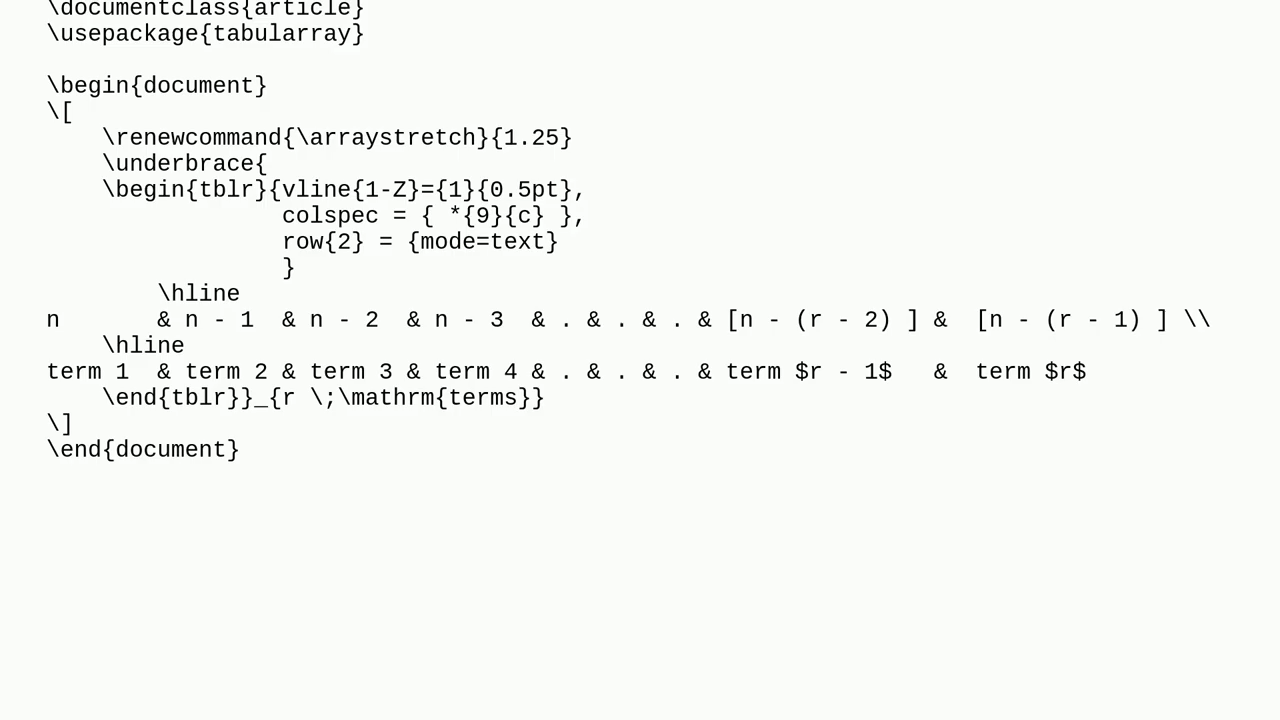 \documentclass{article}
\usepackage{tabularray}

\begin{document}
\[
    \renewcommand{\arraystretch}{1.25}
    \underbrace{
    \begin{tblr}{vline{1-Z}={1}{0.5pt},
                 colspec = { *{9}{c} },
                 row{2} = {mode=text}
                 }
        \hline
n       & n - 1  & n - 2  & n - 3  & . & . & . & [n - (r - 2) ] &  [n - (r - 1) ] \\
    \hline
term 1  & term 2 & term 3 & term 4 & . & . & . & term $r - 1$   &  term $r$
    \end{tblr}}_{r \;\mathrm{terms}}
\]
\end{document}